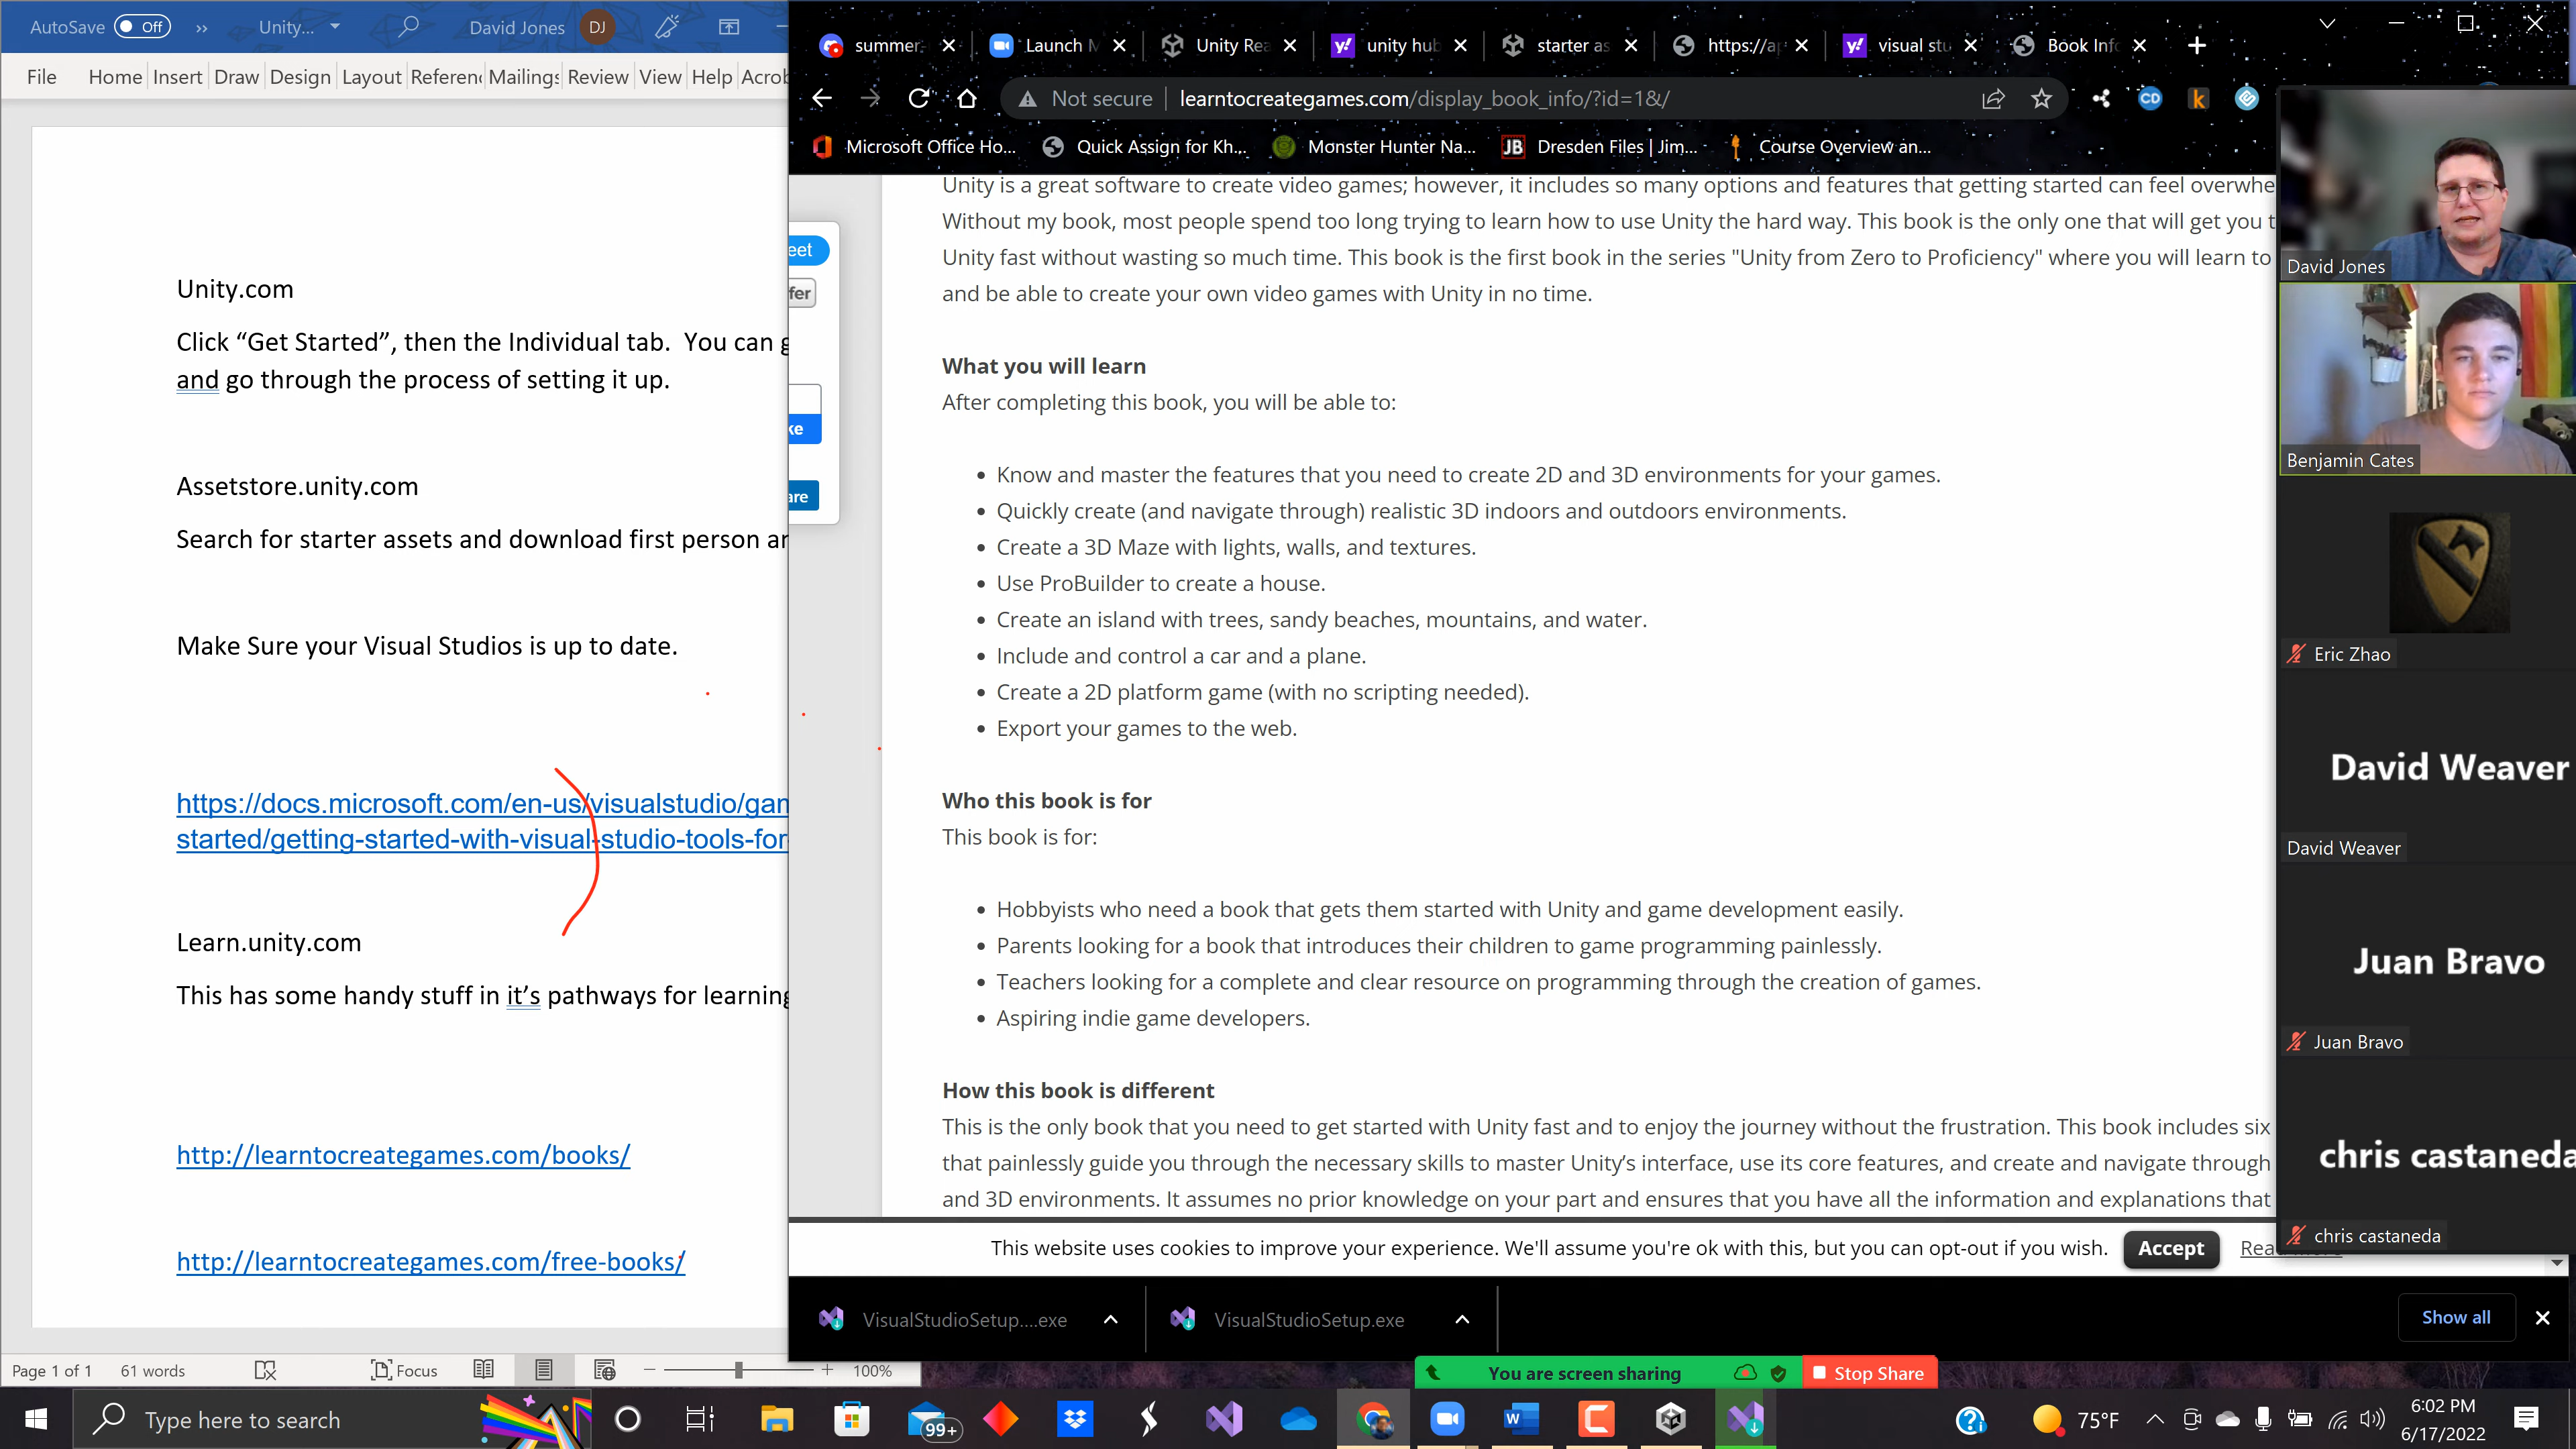 AutoSave Off Unity... David Jones DJ
File Home Insert Draw Design Layout Mailings Review View Help
Unity.com
Click “Get Started”, then the Individual tab. You can
and go through the process of setting it up.
Assetstore.unity.com
Search for starter assets and download first person
Make Sure your Visual Studios is up to date.
https://docs.microsoft.com/en-us/visualstudio/gan
started/getting-started-with-visual-studio-tools-for-
Learn.unity.com
This has some handy stuff in it’s pathways for learning
http://learntocreategames.com/books/
http://learntocreategames.com/free-books/
Page 1 of 1 61 words Focus 100%
summer Launch Unity Rea unity hub starter as https://ap visual stu Book Info
Not secure learntocreategames.com/display_book_info/?id=1&/
CD k
Microsoft Office Ho... Quick Assign for Kh... Monster Hunter Na... JB Dresden Files | Jim... Course Overview an...
eet
fer
ke
are
Unity is a great software to create video games; however, it includes so many options and features that getting started can feel overwhe
Without my book, most people spend too long trying to learn how to use Unity the hard way. This book is the only one that will get you t
Unity fast without wasting so much time. This book is the first book in the series "Unity from Zero to Proficiency" where you will learn to
and be able to create your own video games with Unity in no time.
What you will learn
After completing this book, you will be able to:
Know and master the features that you need to create 2D and 3D environments for your games.
Quickly create (and navigate through) realistic 3D indoors and outdoors environments.
Create a 3D Maze with lights, walls, and textures.
Use ProBuilder to create a house.
Create an island with trees, sandy beaches, mountains, and water.
Include and control a car and a plane.
Create a 2D platform game (with no scripting needed).
Export your games to the web.
Who this book is for
This book is for:
Hobbyists who need a book that gets them started with Unity and game development easily.
Parents looking for a book that introduces their children to game programming painlessly.
Teachers looking for a complete and clear resource on programming through the creation of games.
Aspiring indie game developers.
How this book is different
This is the only book that you need to get started with Unity fast and to enjoy the journey without the frustration. This book includes six
that painlessly guide you through the necessary skills to master Unity’s interface, use its core features, and create and navigate through
and 3D environments. It assumes no prior knowledge on your part and ensures that you have all the information and explanations that
This website uses cookies to improve your experience. We'll assume you're ok with this, but you can opt-out if you wish. Accept
VisualStudioSetup....exe VisualStudioSetup.exe Show all
David Jones
Benjamin Cates
Eric Zhao
David Weaver
David Weaver
Juan Bravo
Juan Bravo
chris castaneda
chris castaneda
You are screen sharing Stop Share
Type here to search 99+ 75°F 6:02 PM
6/17/2022